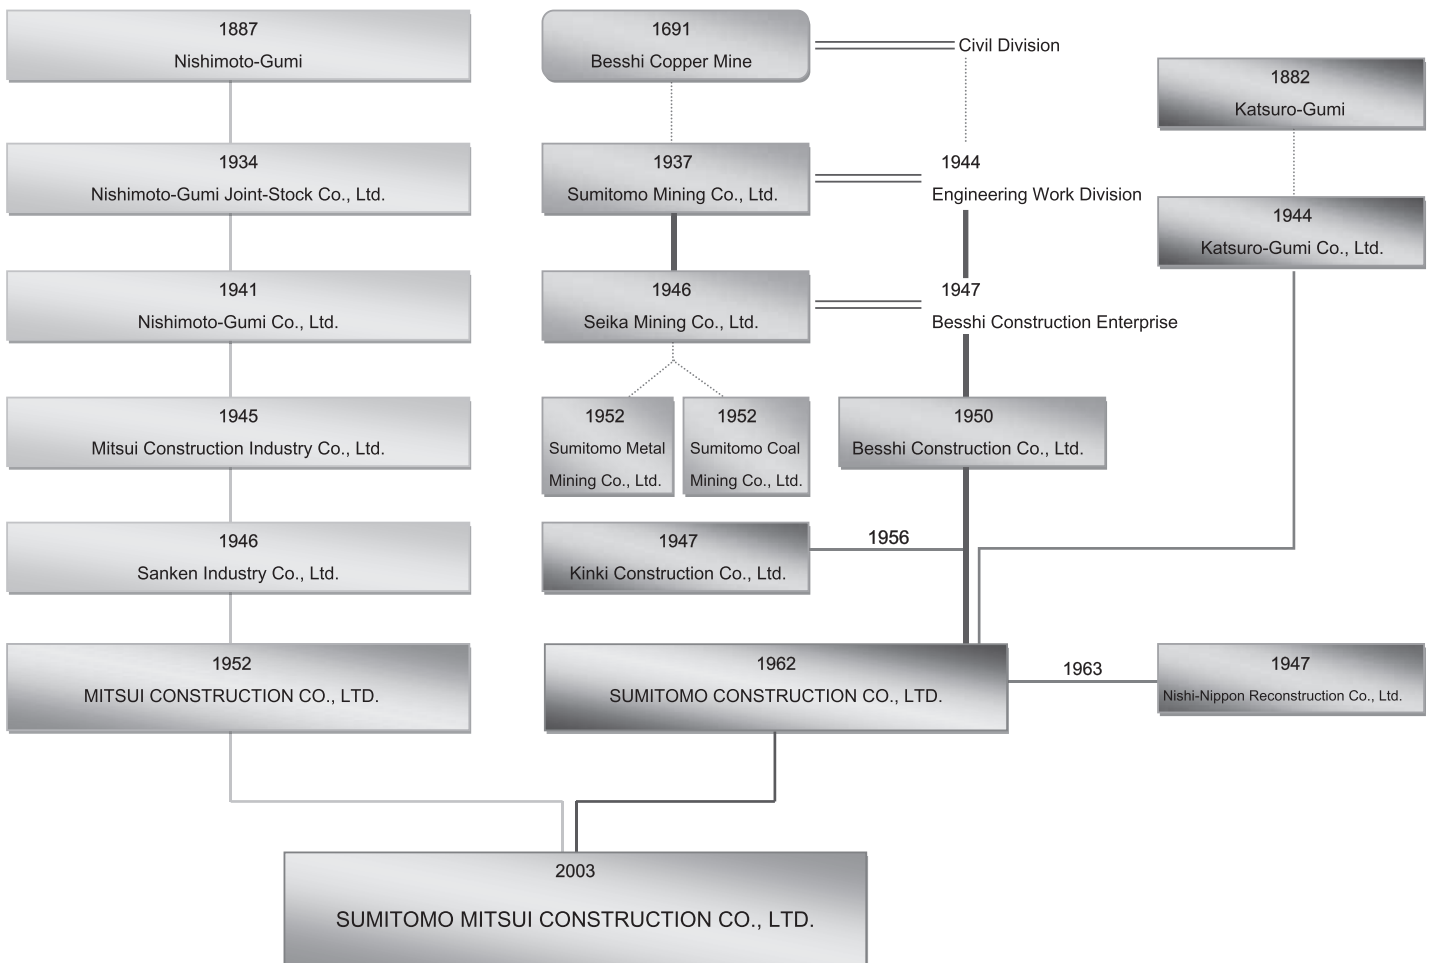 1887
Nishimoto-Gumi
1934
Nishimoto-Gumi Joint-Stock Co., Ltd.
1941
Nishimoto-Gumi Co., Ltd.
1945
Mitsui Construction Industry Co., Ltd.
1946
Sanken Industry Co., Ltd.
1952
MITSUI CONSTRUCTION CO., LTD.
1691
Besshi Copper Mine
Civil Division
1937
Sumitomo Mining Co., Ltd.
1944
Engineering Work Division
1946
Seika Mining Co., Ltd.
1947
Besshi Construction Enterprise
1952
Sumitomo Metal
Mining Co., Ltd.
1952
Sumitomo Coal
Mining Co., Ltd.
1950
Besshi Construction Co., Ltd.
1947
Kinki Construction Co., Ltd.
1956
1882
Katsuro-Gumi
1944
Katsuro-Gumi Co., Ltd.
1962
SUMITOMO CONSTRUCTION CO., LTD.
1963
1947
Nishi-Nippon Reconstruction Co., Ltd.
2003
SUMITOMO MITSUI CONSTRUCTION CO., LTD.